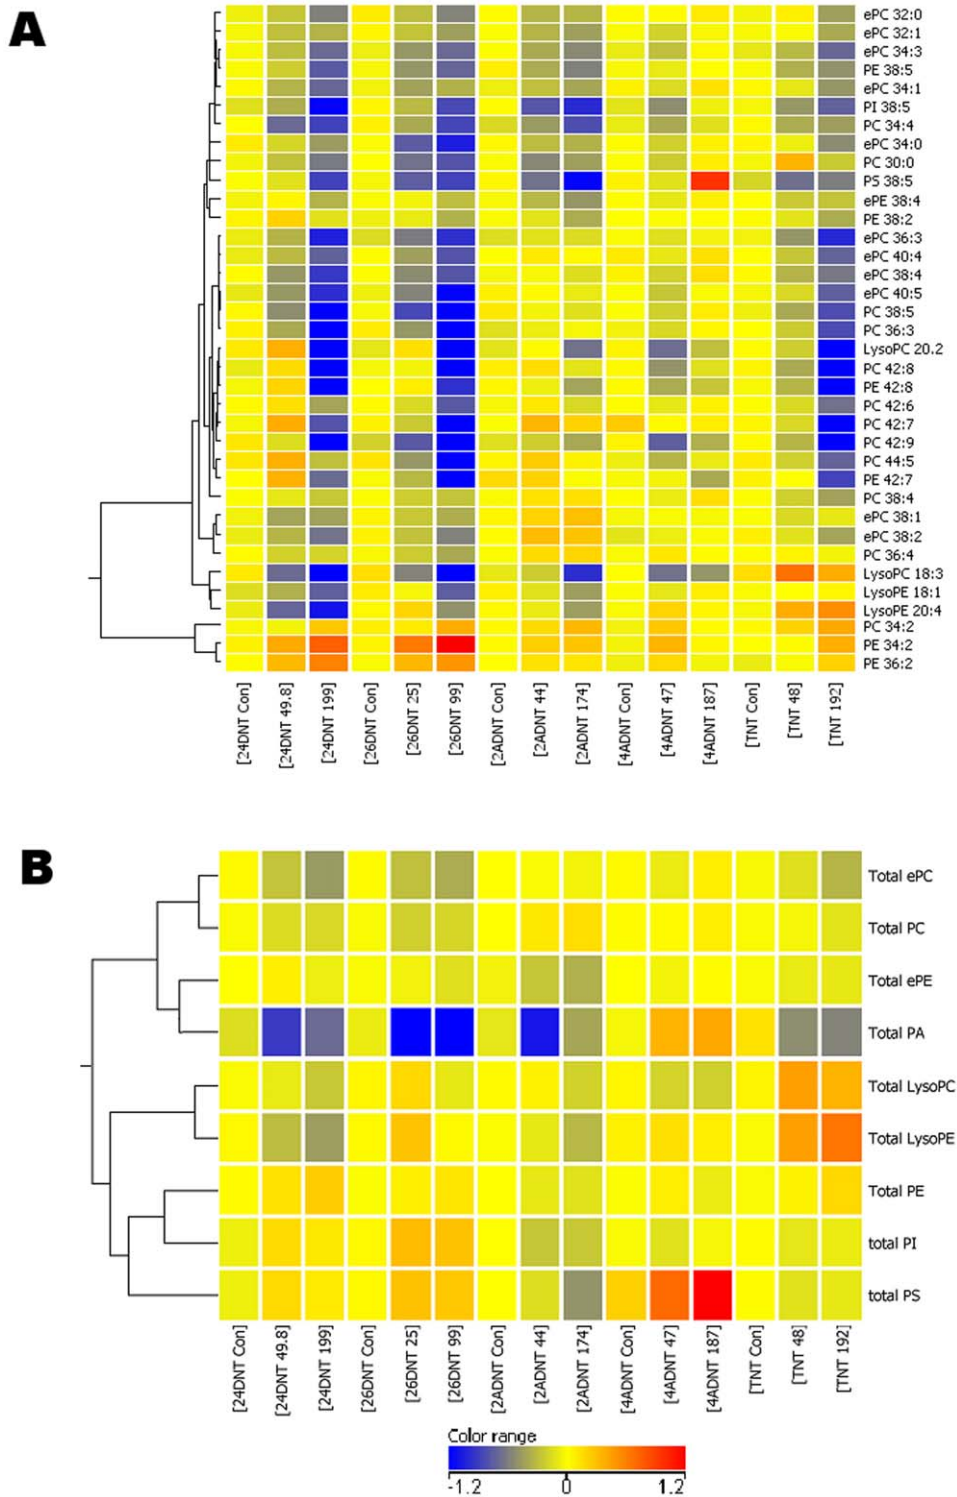 A
ePC 32:0
ePC 32:1
ePC 34:3
PE 38:5
ePC 34:1
PI 38:5
PC 34:4
ePC 34:0
PC 30:0
PS 38:5
ePE 38:4
PE 38:2
ePC 36:3
ePC 40:4
ePC 38:4
ePC 40:5
PC 38:5
PC 36:3
LysoPC 20.2
PC 42:8
PE 42:8
PC 42:6
PC 42:7
PC 42:9
PC 44:5
PE 42:7
PC 38:4
ePC 38:1
ePC 38:2
PC 36:4
LysoPC 18:3
LysoPE 18:1
LysoPE 20:4
PC 34:2
PE 34:2
PE 36:2
[24DNT Con]
[24DNT 49.8]
[24DNT 199]
[26DNT Con]
[26DNT 25]
[26DNT 99]
[2ADNT Con]
[2ADNT 44]
[2ADNT 174]
[4ADNT Con]
[4ADNT 47]
[4ADNT 187]
[TNT Con]
[TNT 48]
[TNT 192]
B
Total ePC
Total PC
Total ePE
Total PA
Total LysoPC
Total LysoPE
Total PE
total PI
total PS
[24DNT Con]
[24DNT 49.8]
[24DNT 199]
[26DNT Con]
[26DNT 25]
[26DNT 99]
[2ADNT Con]
[2ADNT 44]
[2ADNT 174]
[4ADNT Con]
[4ADNT 47]
[4ADNT 187]
[TNT Con]
[TNT 48]
[TNT 192]
Color range
-1.2 0 1.2